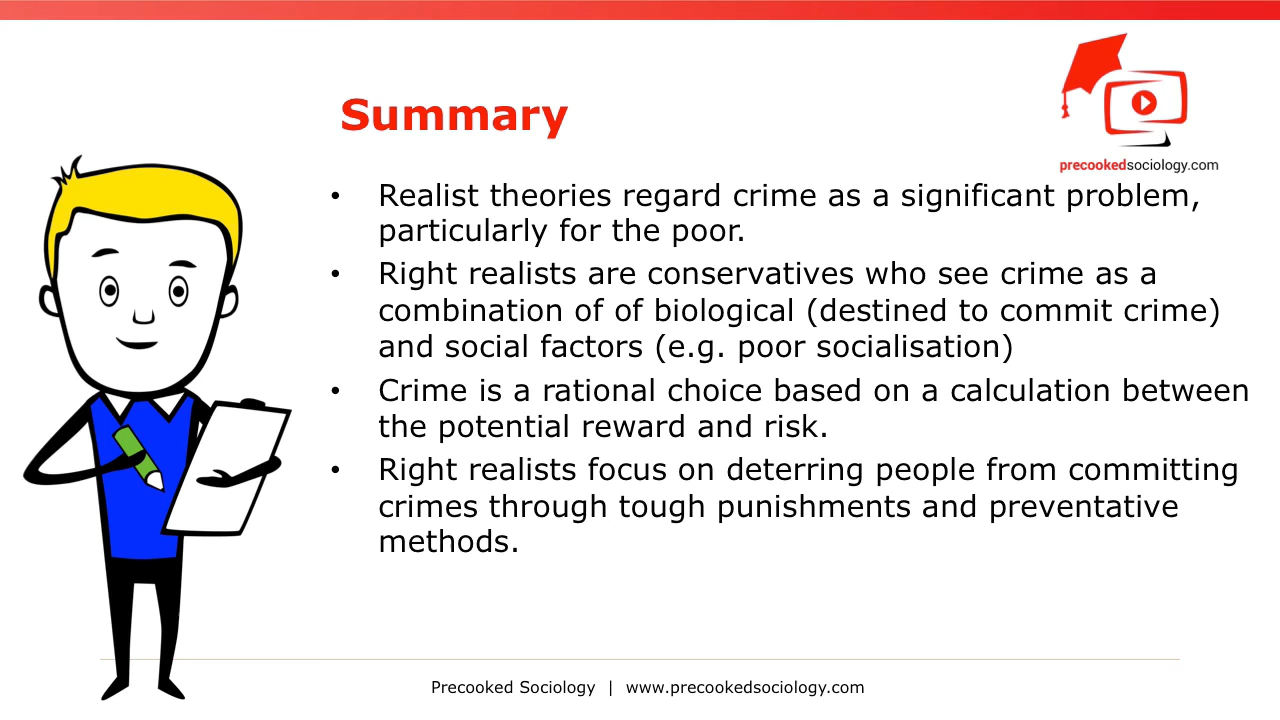 precookedsociology.com
Summary
• Realist theories regard crime as a significant problem,
particularly for the poor.
• Right realists are conservatives who see crime as a
combination of of biological (destined to commit crime)
and social factors (e.g. poor socialisation)
• Crime is a rational choice based on a calculation between
the potential reward and risk.
• Right realists focus on deterring people from committing
crimes through tough punishments and preventative
methods.
Precooked Sociology | www.precookedsociology.com